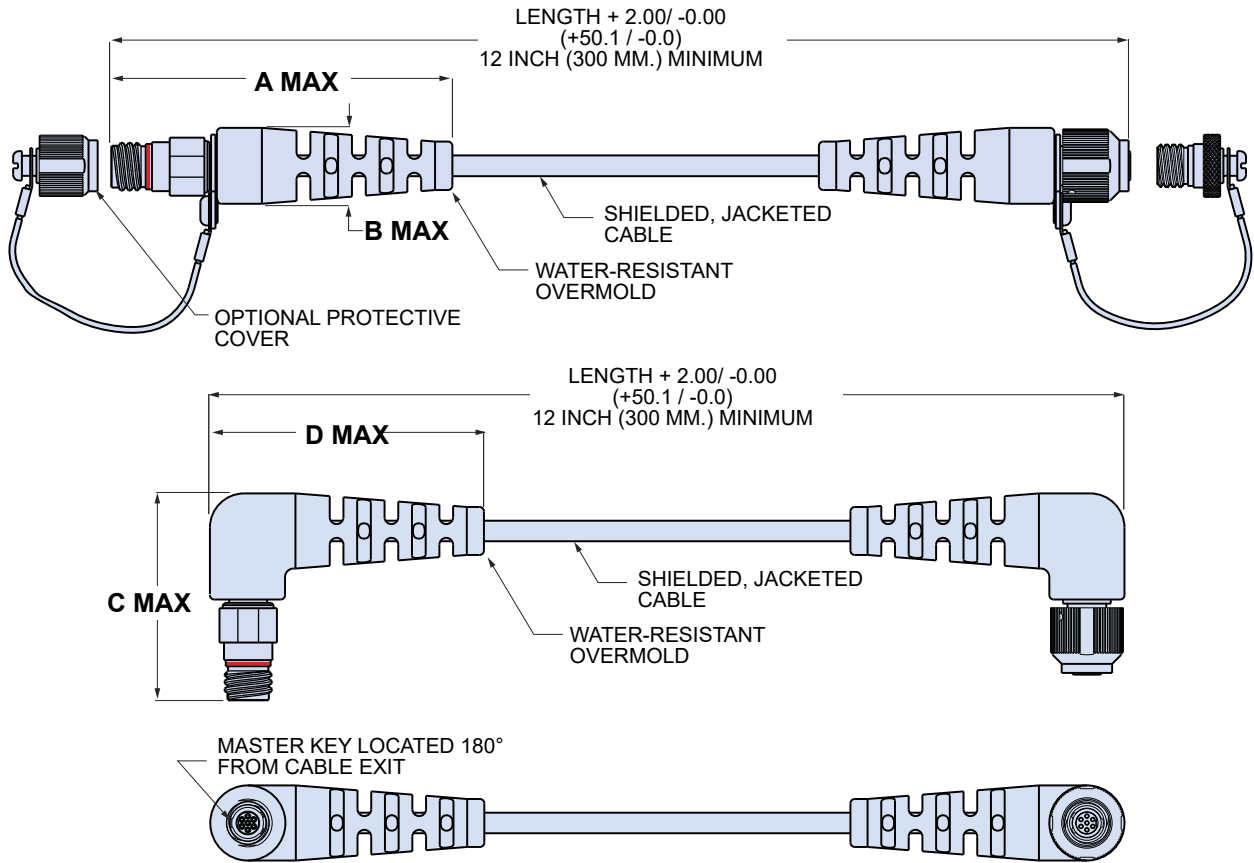 LENGTH + 2.00/ -0.00
(+50.1 / -0.0)
12 INCH (300 MM.) MINIMUM
A MAX
B MAX
SHIELDED, JACKETED
CABLE
WATER-RESISTANT
OVERMOLD
OPTIONAL PROTECTIVE
COVER
LENGTH + 2.00/ -0.00
(+50.1 / -0.0)
12 INCH (300 MM.) MINIMUM
D MAX
C MAX
SHIELDED, JACKETED
CABLE
WATER-RESISTANT
OVERMOLD
MASTER KEY LOCATED 180°
FROM CABLE EXIT